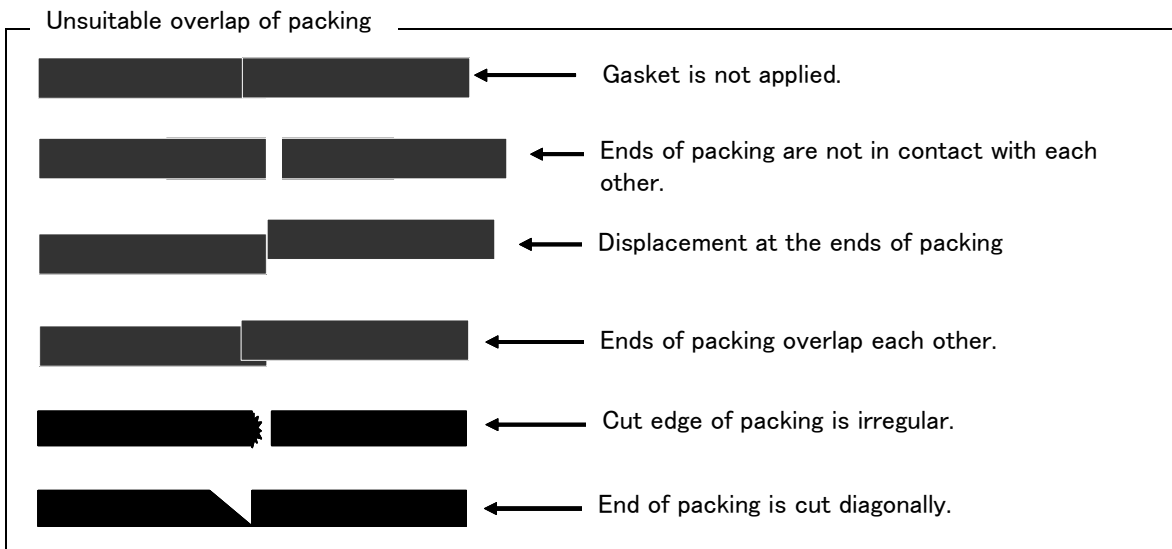 Unsuitable overlap of packing
Gasket is not applied.
Ends of packing are not in contact with each
other.
Displacement at the ends of packing
Ends of packing overlap each other.
Cut edge of packing is irregular.
End of packing is cut diagonally.